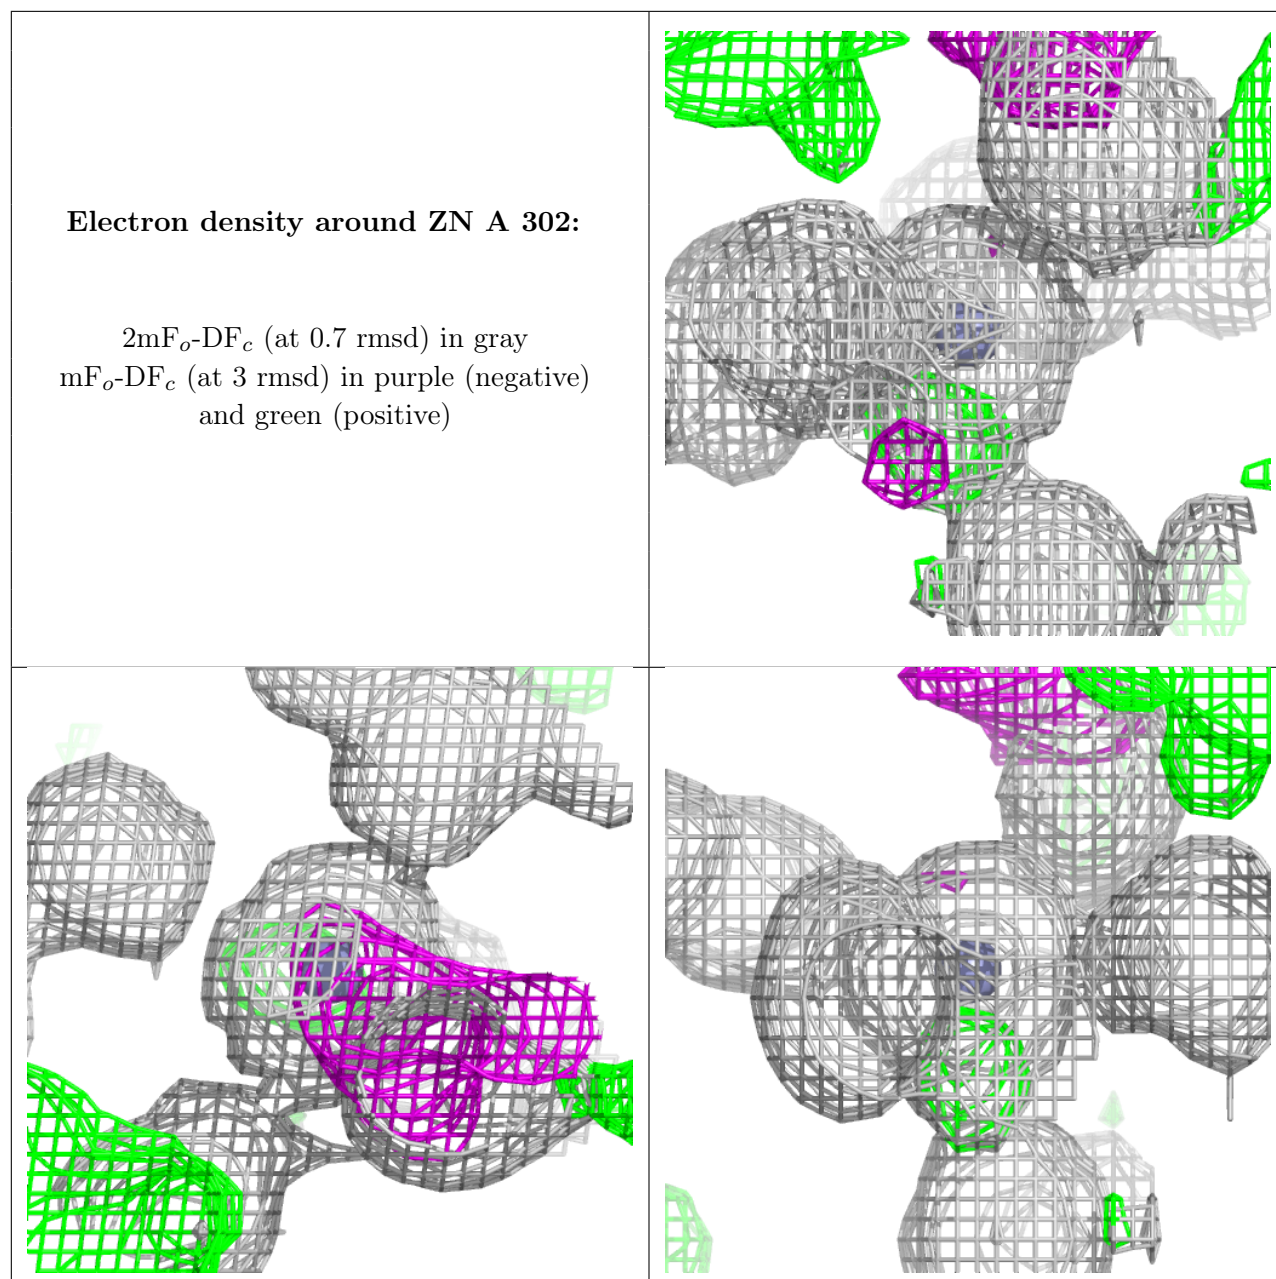 Electron density around ZN A 302:
2mFo-DFc (at 0.7 rmsd) in gray
mFo-DFc (at 3 rmsd) in purple (negative)
and green (positive)